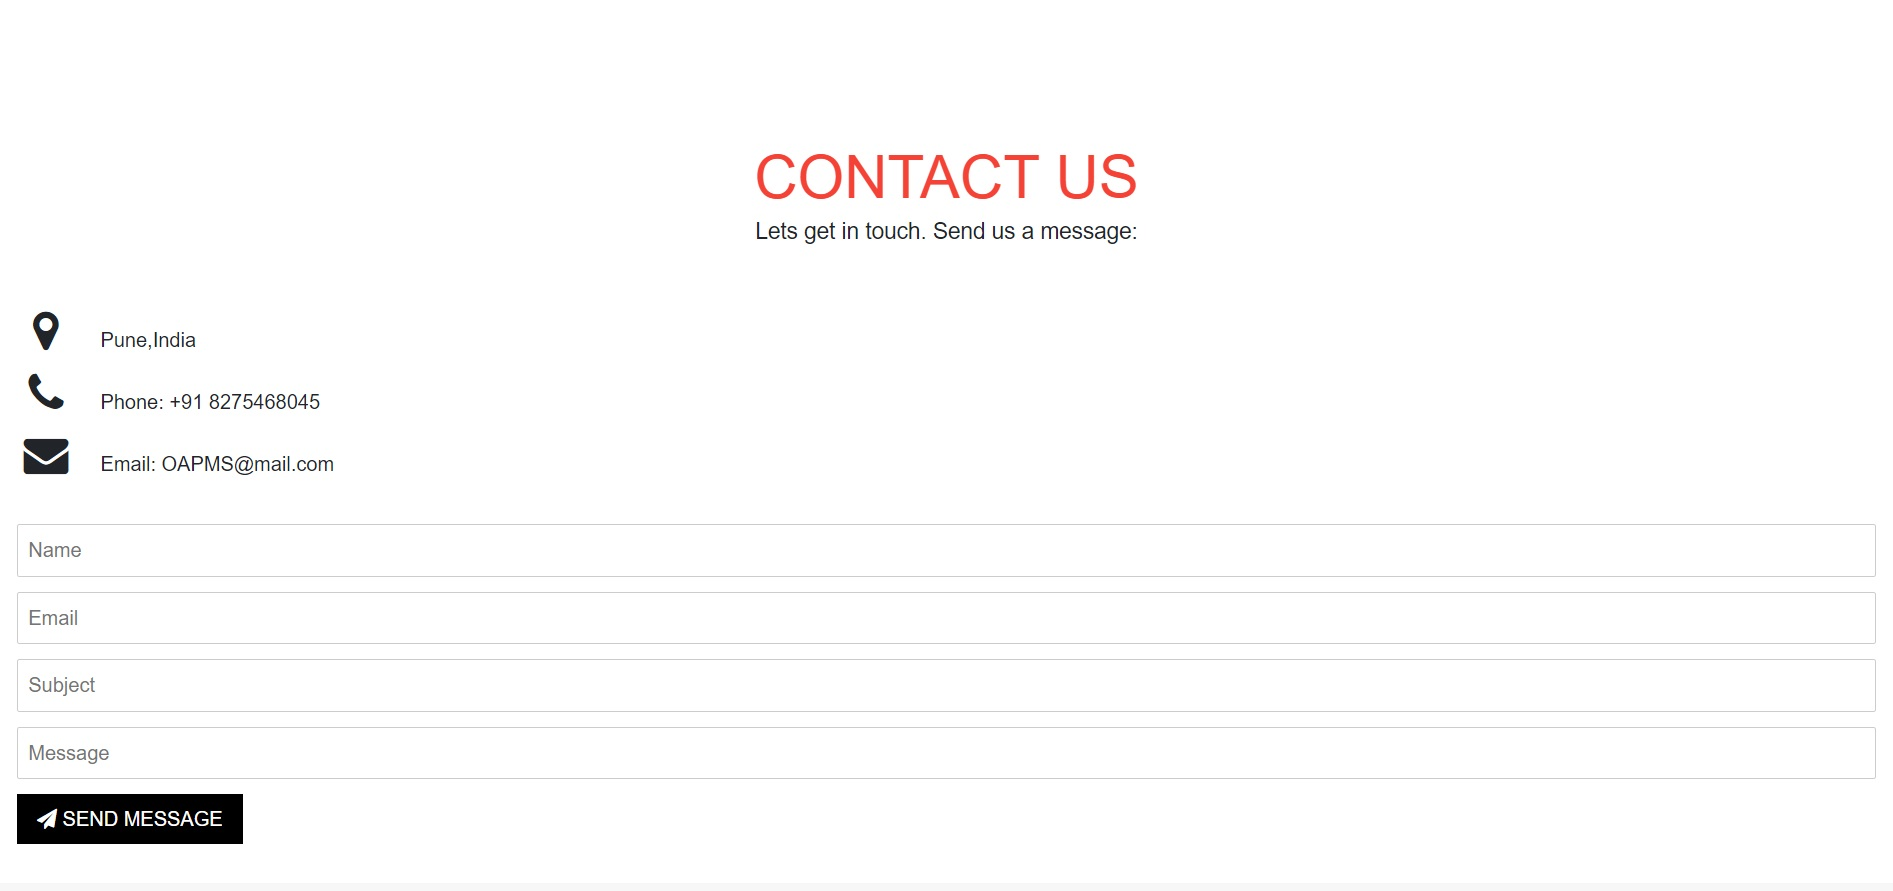 CONTACT US
Lets get in touch. Send us a message:
Pune,India
Phone: +91 8275468045
Email: OAPMS@mail.com
Name
Email
Subject
Message
SEND MESSAGE